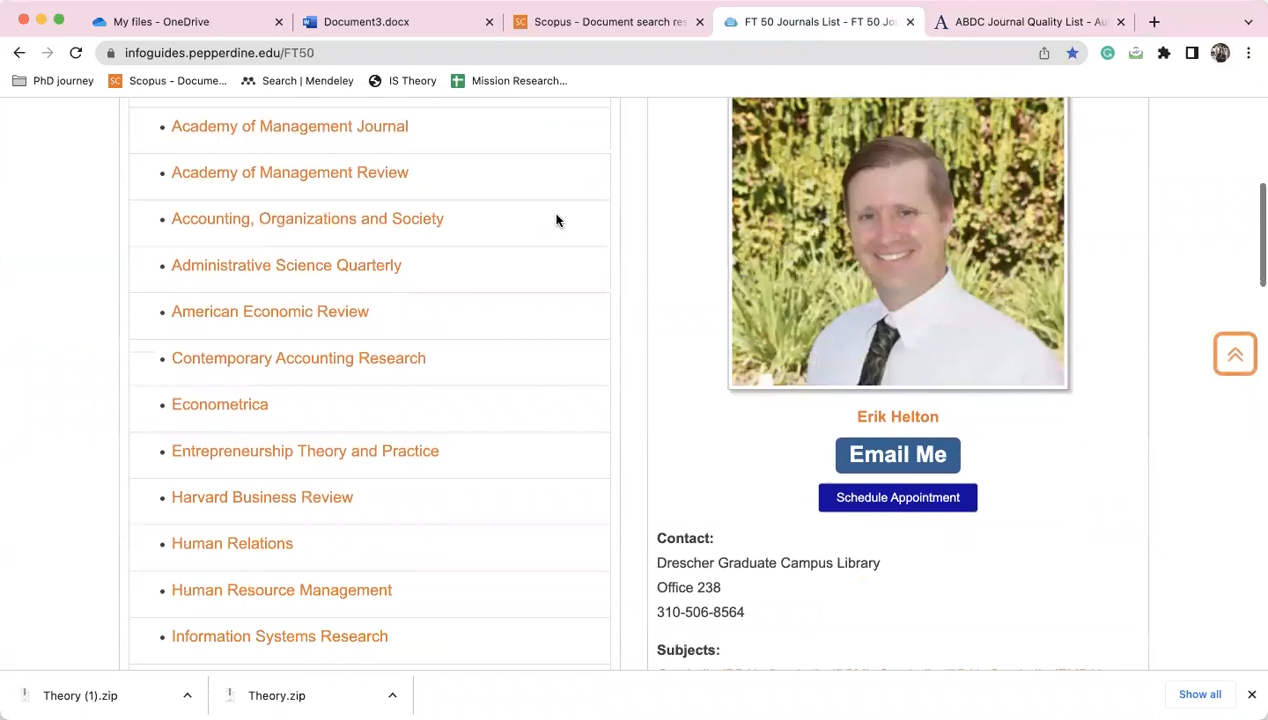 My files - OneDrive
Document3.docx
Scopus - Document search res
FT 50 Journals List - FT 50 Jo
ABDC Journal Quality List - Au
infoguides.pepperdine.edu/FT50
PhD journey
Scopus - Docume...
Search | Mendeley
IS Theory
Mission Research...
Academy of Management Journal
Academy of Management Review
Accounting, Organizations and Society
Administrative Science Quarterly
American Economic Review
Contemporary Accounting Research
Econometrica
Entrepreneurship Theory and Practice
Harvard Business Review
Human Relations
Human Resource Management
Information Systems Research
Erik Helton
Email Me
Schedule Appointment
Contact:
Drescher Graduate Campus Library
Office 238
310-506-8564
Subjects:
Theory (1).zip
Theory.zip
Show all